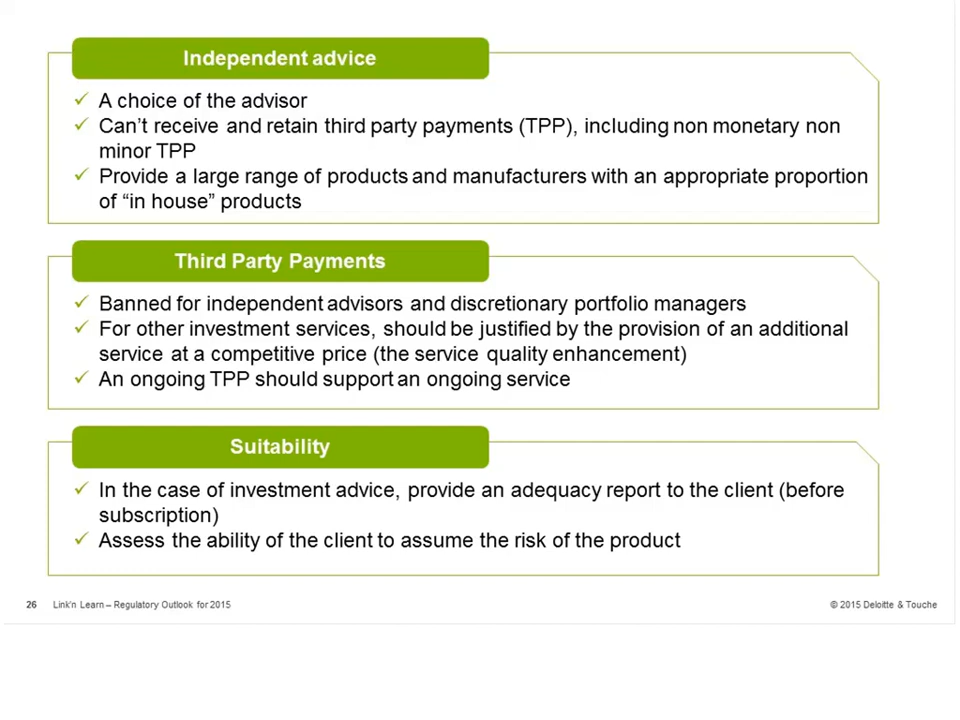 Independent advice
✓ A choice of the advisor
✓ Can’t receive and retain third party payments (TPP), including non monetary non
minor TPP
✓ Provide a large range of products and manufacturers with an appropriate proportion
of “in house” products
Third Party Payments
✓ Banned for independent advisors and discretionary portfolio managers
✓ For other investment services, should be justified by the provision of an additional
service at a competitive price (the service quality enhancement)
✓ An ongoing TPP should support an ongoing service
Suitability
✓ In the case of investment advice, provide an adequacy report to the client (before
subscription)
✓ Assess the ability of the client to assume the risk of the product
26 Link’n Learn – Regulatory Outlook for 2015 © 2015 Deloitte & Touche